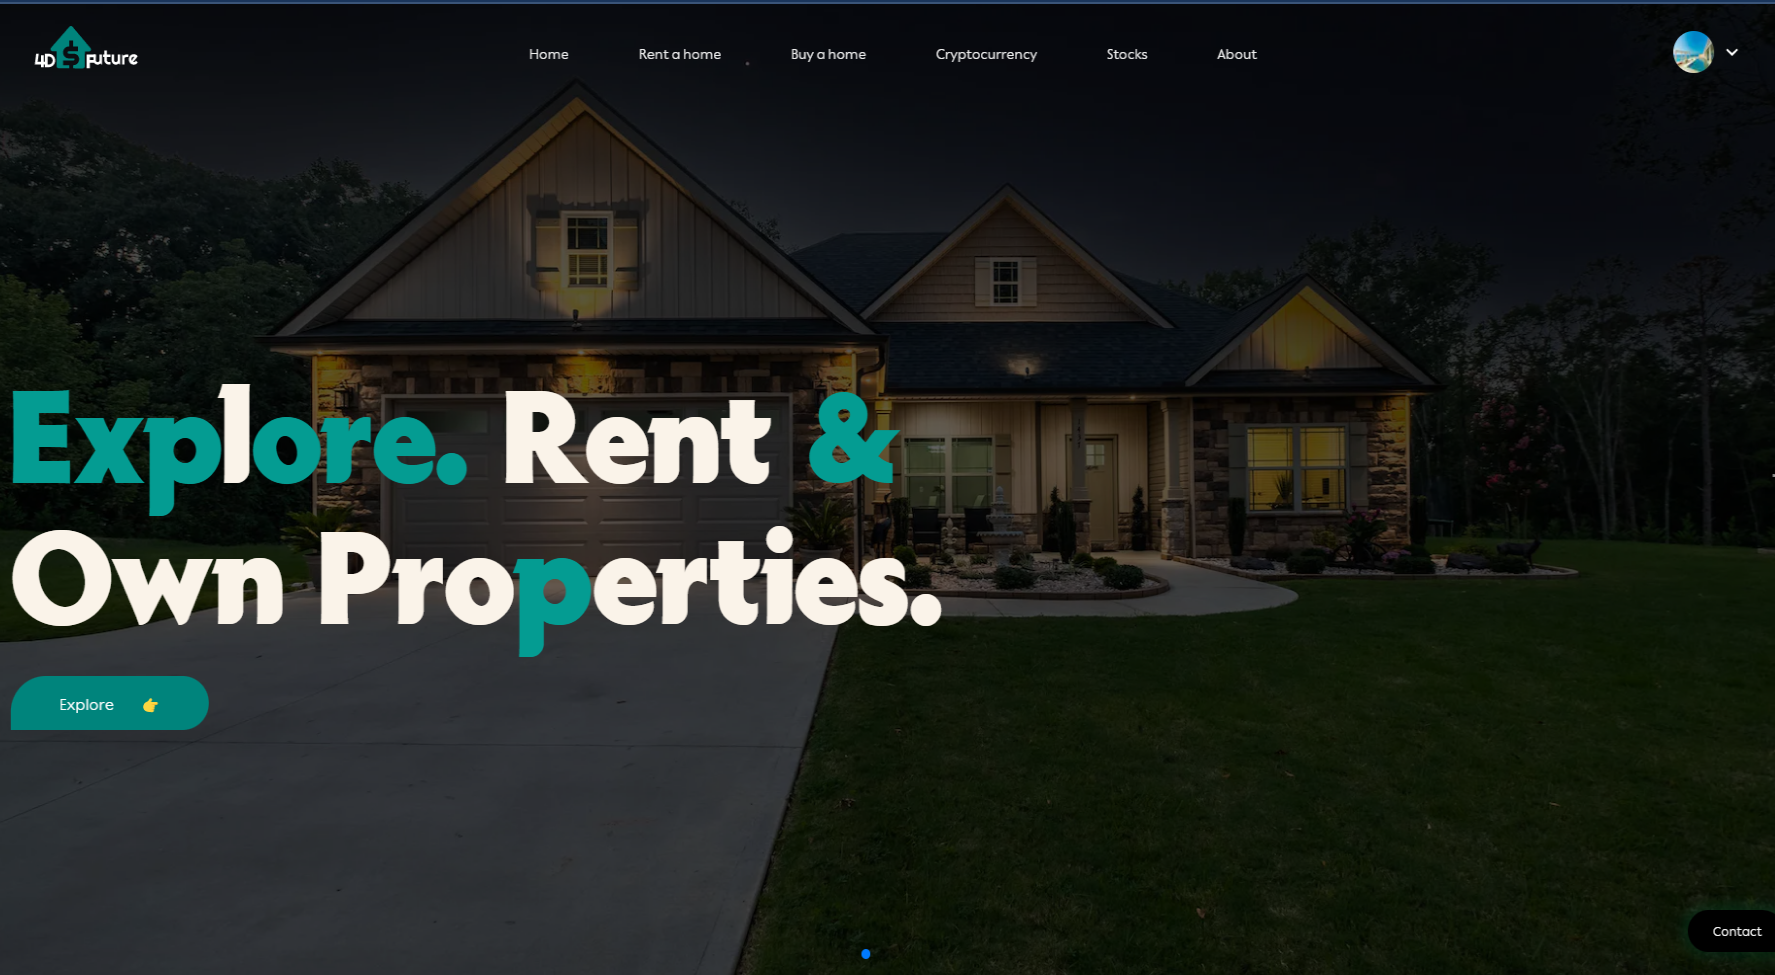 4D $ Future
Home Rent a home Buy a home Cryptocurrency Stocks About
Explore. Rent &
Own Properties.
Explore 👉
Contact